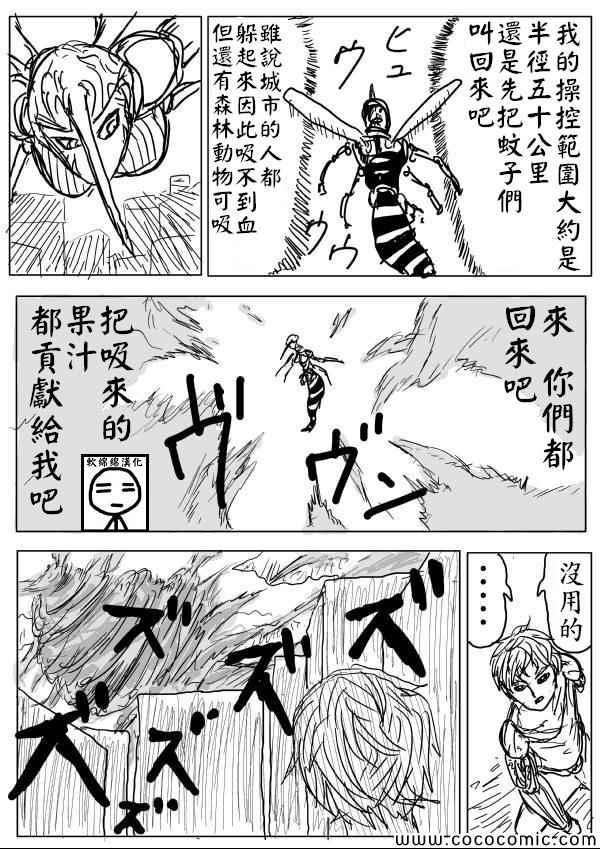 我的操控範圍大約是
半徑五十公里
還是先把蚊子們
叫回來吧
ヒュウウウ
雖說城市的人都
躲起來因此吸不到血
但還有森林動物可吸
來 你們都
回來吧
ヴヴン
把吸來的
果汁
都貢獻給我吧
軟綿綿漢化
沒用的
••••
ズズズズズズ
www.cococomic.com